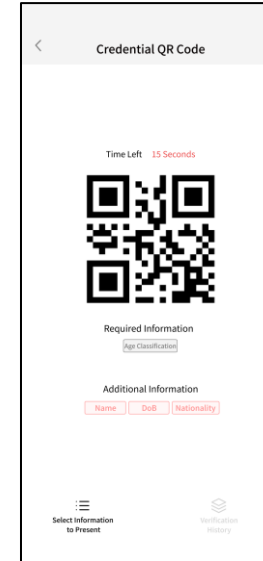 Credential QR Code
Time Left 15 Seconds
Required Information
Age Classification
Additional Information
Name DoB Nationality
Select Information
to Present
Verification
History